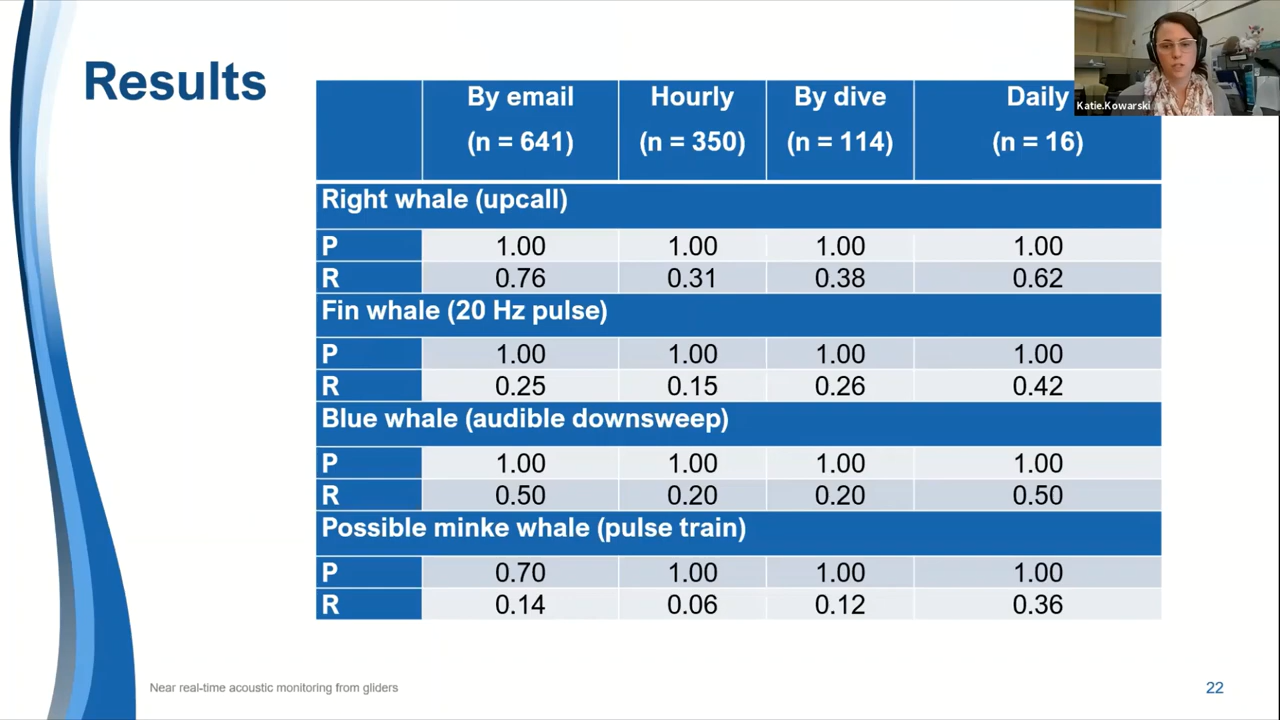 Results
By email Hourly By dive Daily
(n = 641) (n = 350) (n = 114) (n = 16)
Katie.Kowarski
Right whale (upcall)
P 1.00 1.00 1.00 1.00
R 0.76 0.31 0.38 0.62
Fin whale (20 Hz pulse)
P 1.00 1.00 1.00 1.00
R 0.25 0.15 0.26 0.42
Blue whale (audible downsweep)
P 1.00 1.00 1.00 1.00
R 0.50 0.20 0.20 0.50
Possible minke whale (pulse train)
P 0.70 1.00 1.00 1.00
R 0.14 0.06 0.12 0.36
Near real-time acoustic monitoring from gliders
22